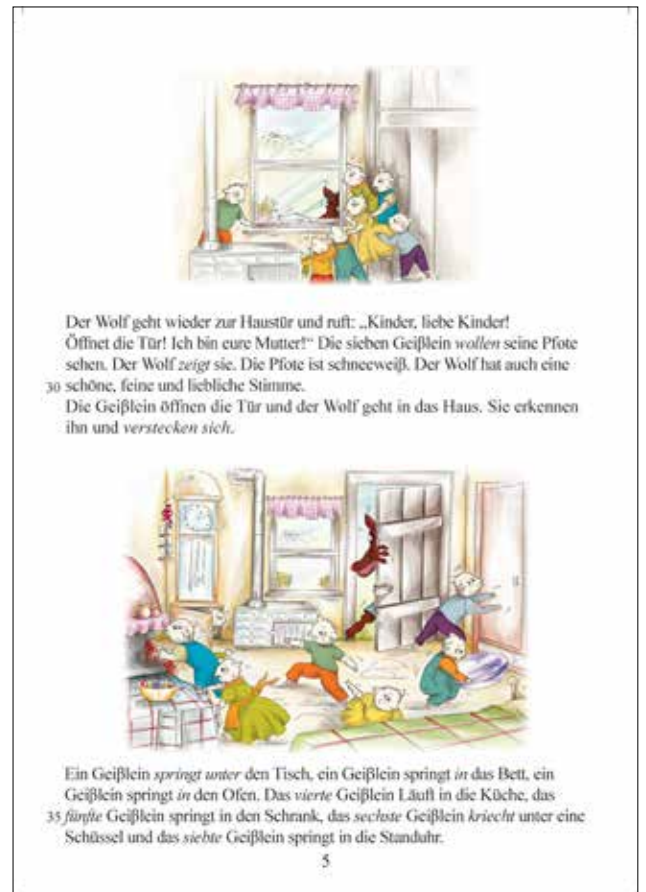 Der Wolf geht wieder zur Haustür und ruft: „Kinder, liebe Kinder!
Öffnet die Tür! Ich bin eure Mutter!“ Die sieben Geißlein wollen seine Pfote
sehen. Der Wolf zeigt sie. Die Pfote ist schneeweiß. Der Wolf hat auch eine
30 schöne, feine und liebliche Stimme.
Die Geißlein öffnen die Tür und der Wolf geht in das Haus. Sie erkennen
ihn und verstecken sich.
Ein Geißlein springt unter den Tisch, ein Geißlein springt in das Bett, ein
Geißlein springt in den Ofen. Das vierte Geißlein Läuft in die Küche, das
35 fünfte Geißlein springt in den Schrank, das sechste Geißlein kriecht unter eine
Schüssel und das siebte Geißlein springt in die Standuhr.
5